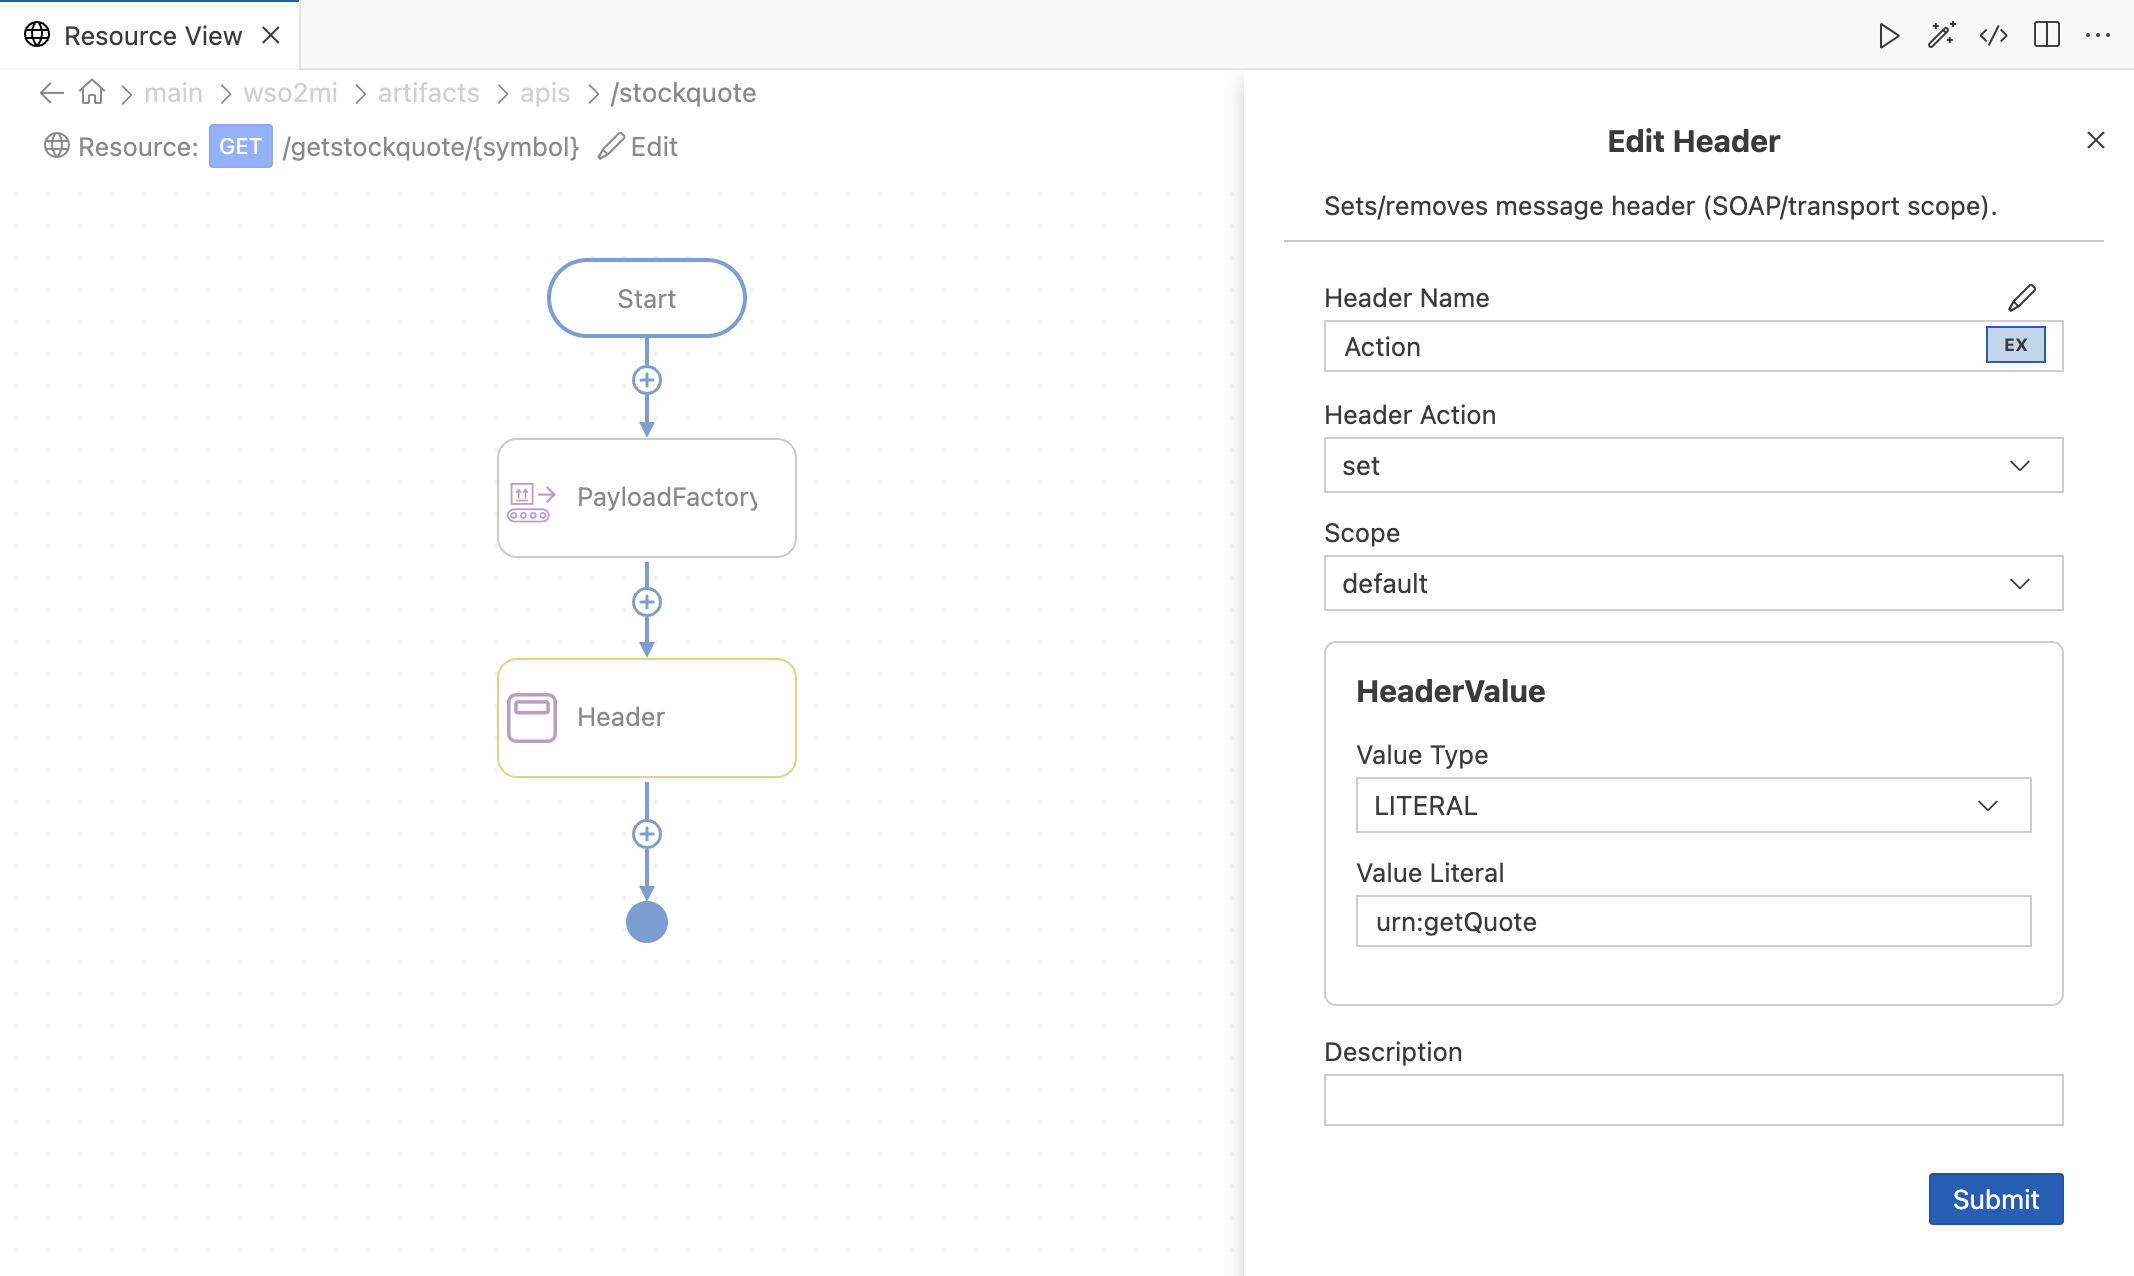 Resource View
main wso2mi artifacts apis /stockquote
Resource: GET /getstockquote/{symbol} Edit
Start
PayloadFactory
Header
Edit Header
Sets/removes message header (SOAP/transport scope).
Header Name
Action EX
Header Action
set
Scope
default
HeaderValue
Value Type
LITERAL
Value Literal
urn:getQuote
Description
Submit